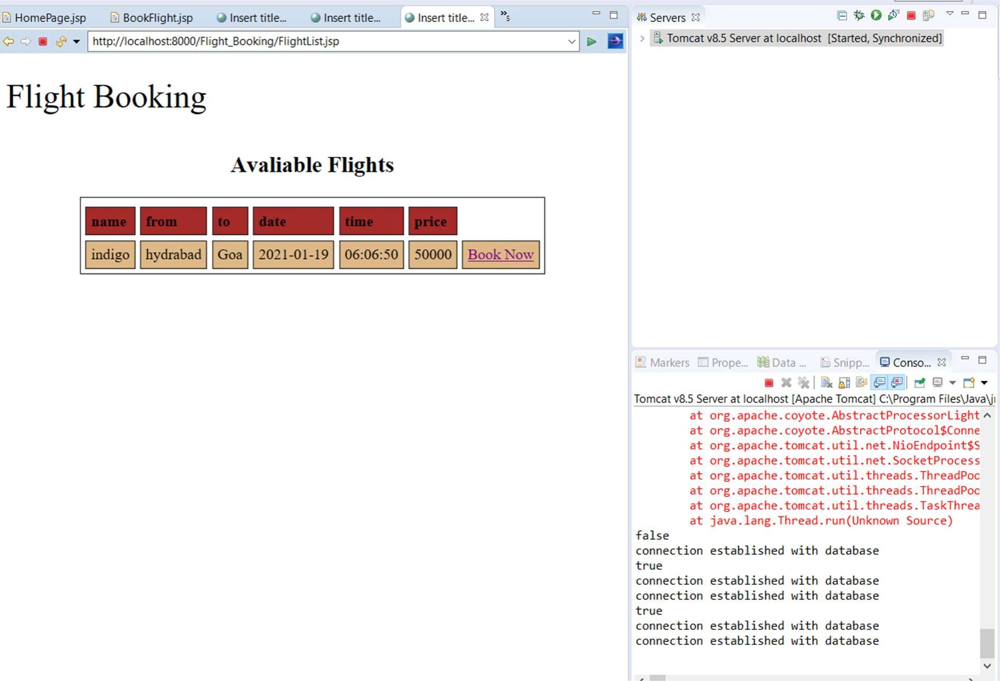 HomePage.jsp BookFlight.jsp Insert title... Insert title... Insert title... »5
http://localhost:8000/Flight_Booking/FlightList.jsp
Flight Booking
Avaliable Flights
name from to date time price
indigo hydrabad Goa 2021-01-19 06:06:50 50000 Book Now
Servers
Tomcat v8.5 Server at localhost [Started, Synchronized]
Markers Prope... Data ... Snipp... Conso...
Tomcat v8.5 Server at localhost [Apache Tomcat] C:\Program Files\Java\j
at org.apache.coyote.AbstractProcessorLight
at org.apache.coyote.AbstractProtocol$Conne
at org.apache.tomcat.util.net.NioEndpoint$S
at org.apache.tomcat.util.net.SocketProcess
at org.apache.tomcat.util.threads.ThreadPoo
at org.apache.tomcat.util.threads.ThreadPoo
at org.apache.tomcat.util.threads.TaskThrea
at java.lang.Thread.run(Unknown Source)
false
connection established with database
true
connection established with database
connection established with database
true
connection established with database
connection established with database